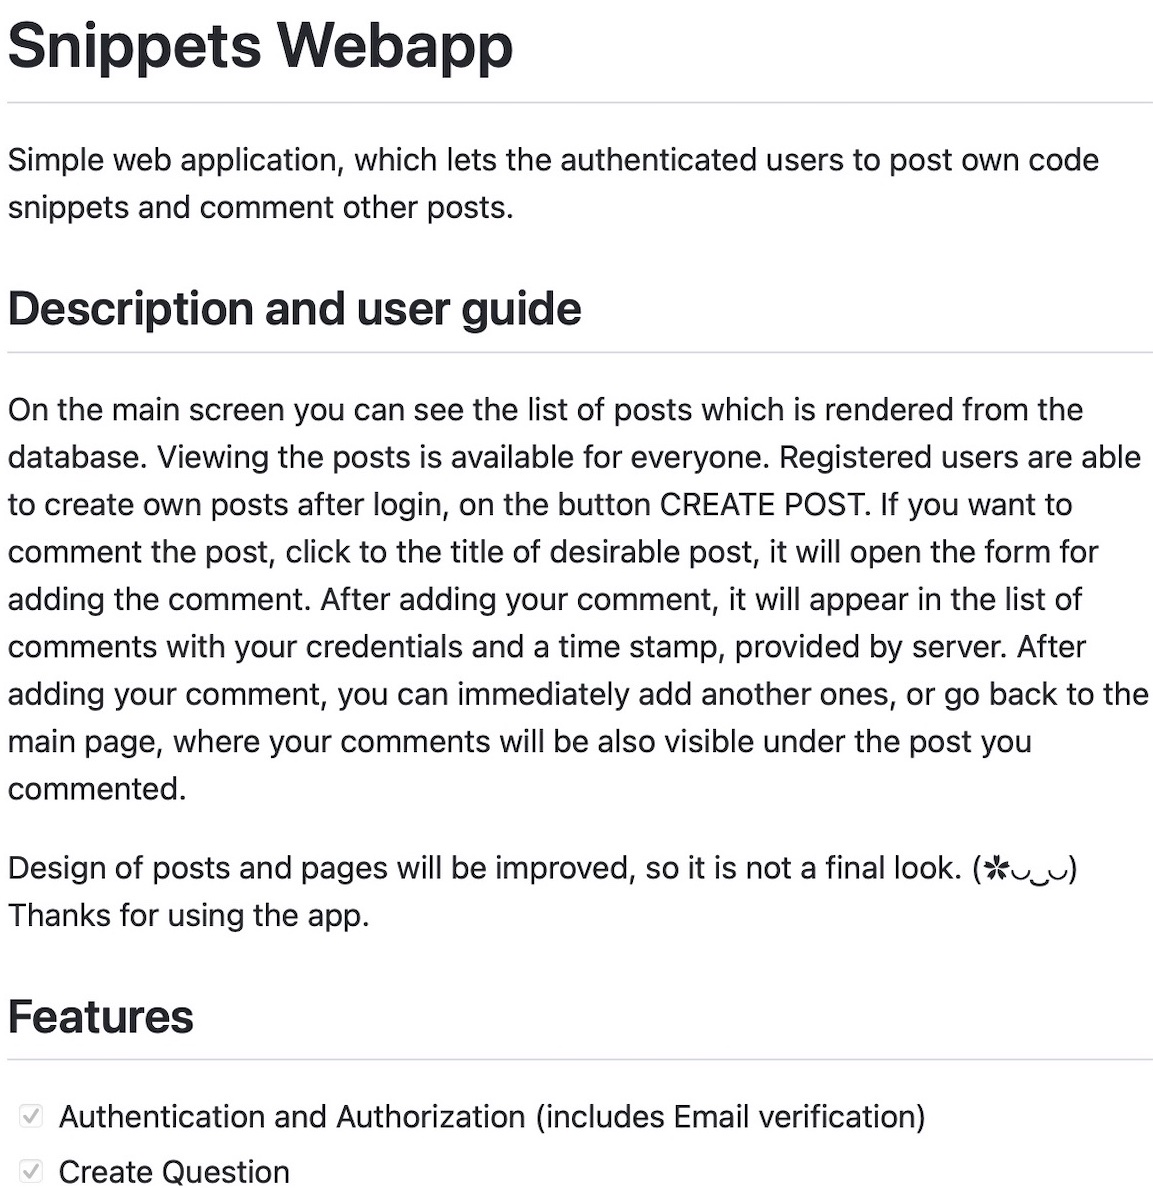 Snippets Webapp
Simple web application, which lets the authenticated users to post own code
snippets and comment other posts.
Description and user guide
On the main screen you can see the list of posts which is rendered from the
database. Viewing the posts is available for everyone. Registered users are able
to create own posts after login, on the button CREATE POST. If you want to
comment the post, click to the title of desirable post, it will open the form for
adding the comment. After adding your comment, it will appear in the list of
comments with your credentials and a time stamp, provided by server. After
adding your comment, you can immediately add another ones, or go back to the
main page, where your comments will be also visible under the post you
commented.
Design of posts and pages will be improved, so it is not a final look. (✲◡‿◡)
Thanks for using the app.
Features
Authentication and Authorization (includes Email verification)
Create Question